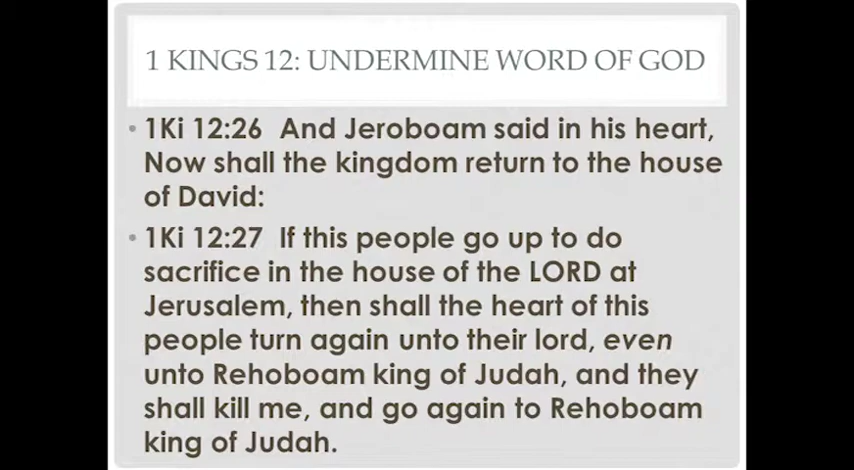 1 KINGS 12: UNDERMINE WORD OF GOD
• 1Ki 12:26 And Jeroboam said in his heart,
Now shall the kingdom return to the house
of David:
• 1Ki 12:27 If this people go up to do
sacrifice in the house of the LORD at
Jerusalem, then shall the heart of this
people turn again unto their lord, even
unto Rehoboam king of Judah, and they
shall kill me, and go again to Rehoboam
king of Judah.